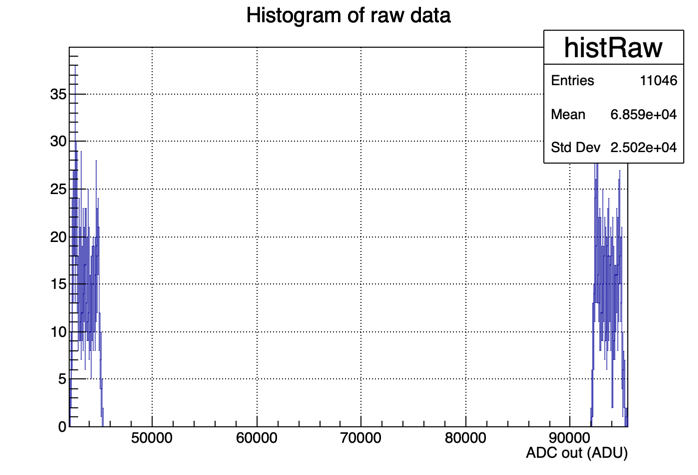 Histogram of raw data
histRaw
Entries 11046
Mean 6.859e+04
Std Dev 2.502e+04
35
30
25
20
15
10
5
0
50000 60000 70000 80000 90000
ADC out (ADU)